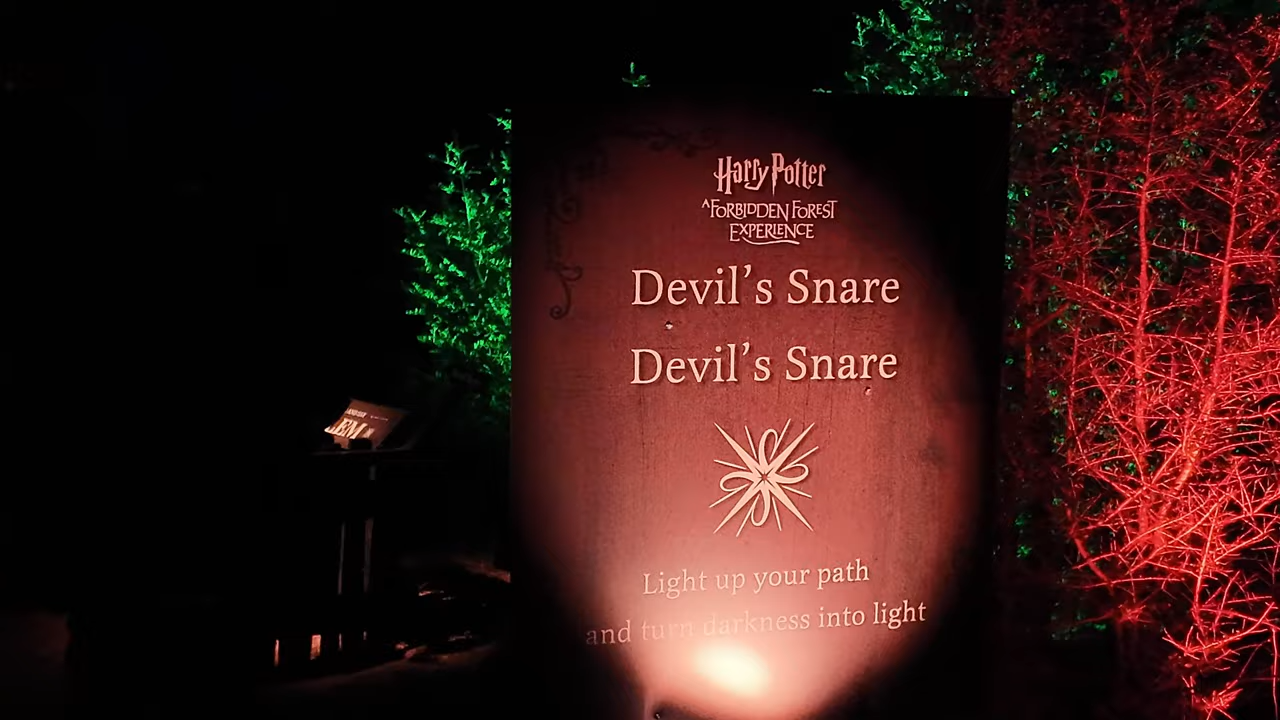 Harry Potter
A FORBIDDEN FOREST
EXPERIENCE
Devil’s Snare
Devil’s Snare
Light up your path
and turn darkness into light